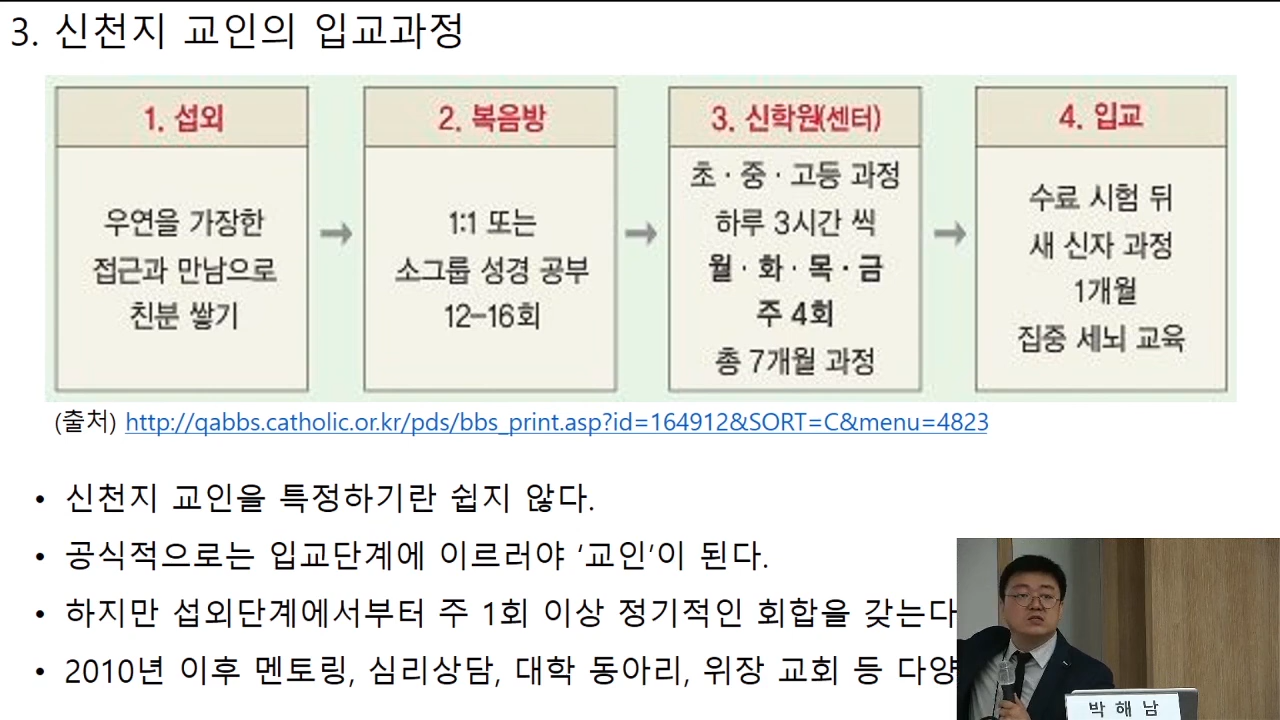 3. 신천지 교인의 입교과정
1. 섭외
우연을 가장한
접근과 만남으로
친분 쌓기
2. 복음방
1:1 또는
소그룹 성경 공부
12-16회
3. 신학원(센터)
초·중·고등 과정
하루 3시간 씩
월·화·목·금
주 4회
총 7개월 과정
4. 입교
수료 시험 뒤
새 신자 과정
1개월
집중 세뇌 교육
(출처) http://qabbs.catholic.or.kr/pds/bbs_print.asp?id=164912&SORT=C&menu=4823
• 신천지 교인을 특정하기란 쉽지 않다.
• 공식적으로는 입교단계에 이르러야 ‘교인’이 된다.
• 하지만 섭외단계에서부터 주 1회 이상 정기적인 회합을 갖는다
• 2010년 이후 멘토링, 심리상담, 대학 동아리, 위장 교회 등 다양
박 해 남